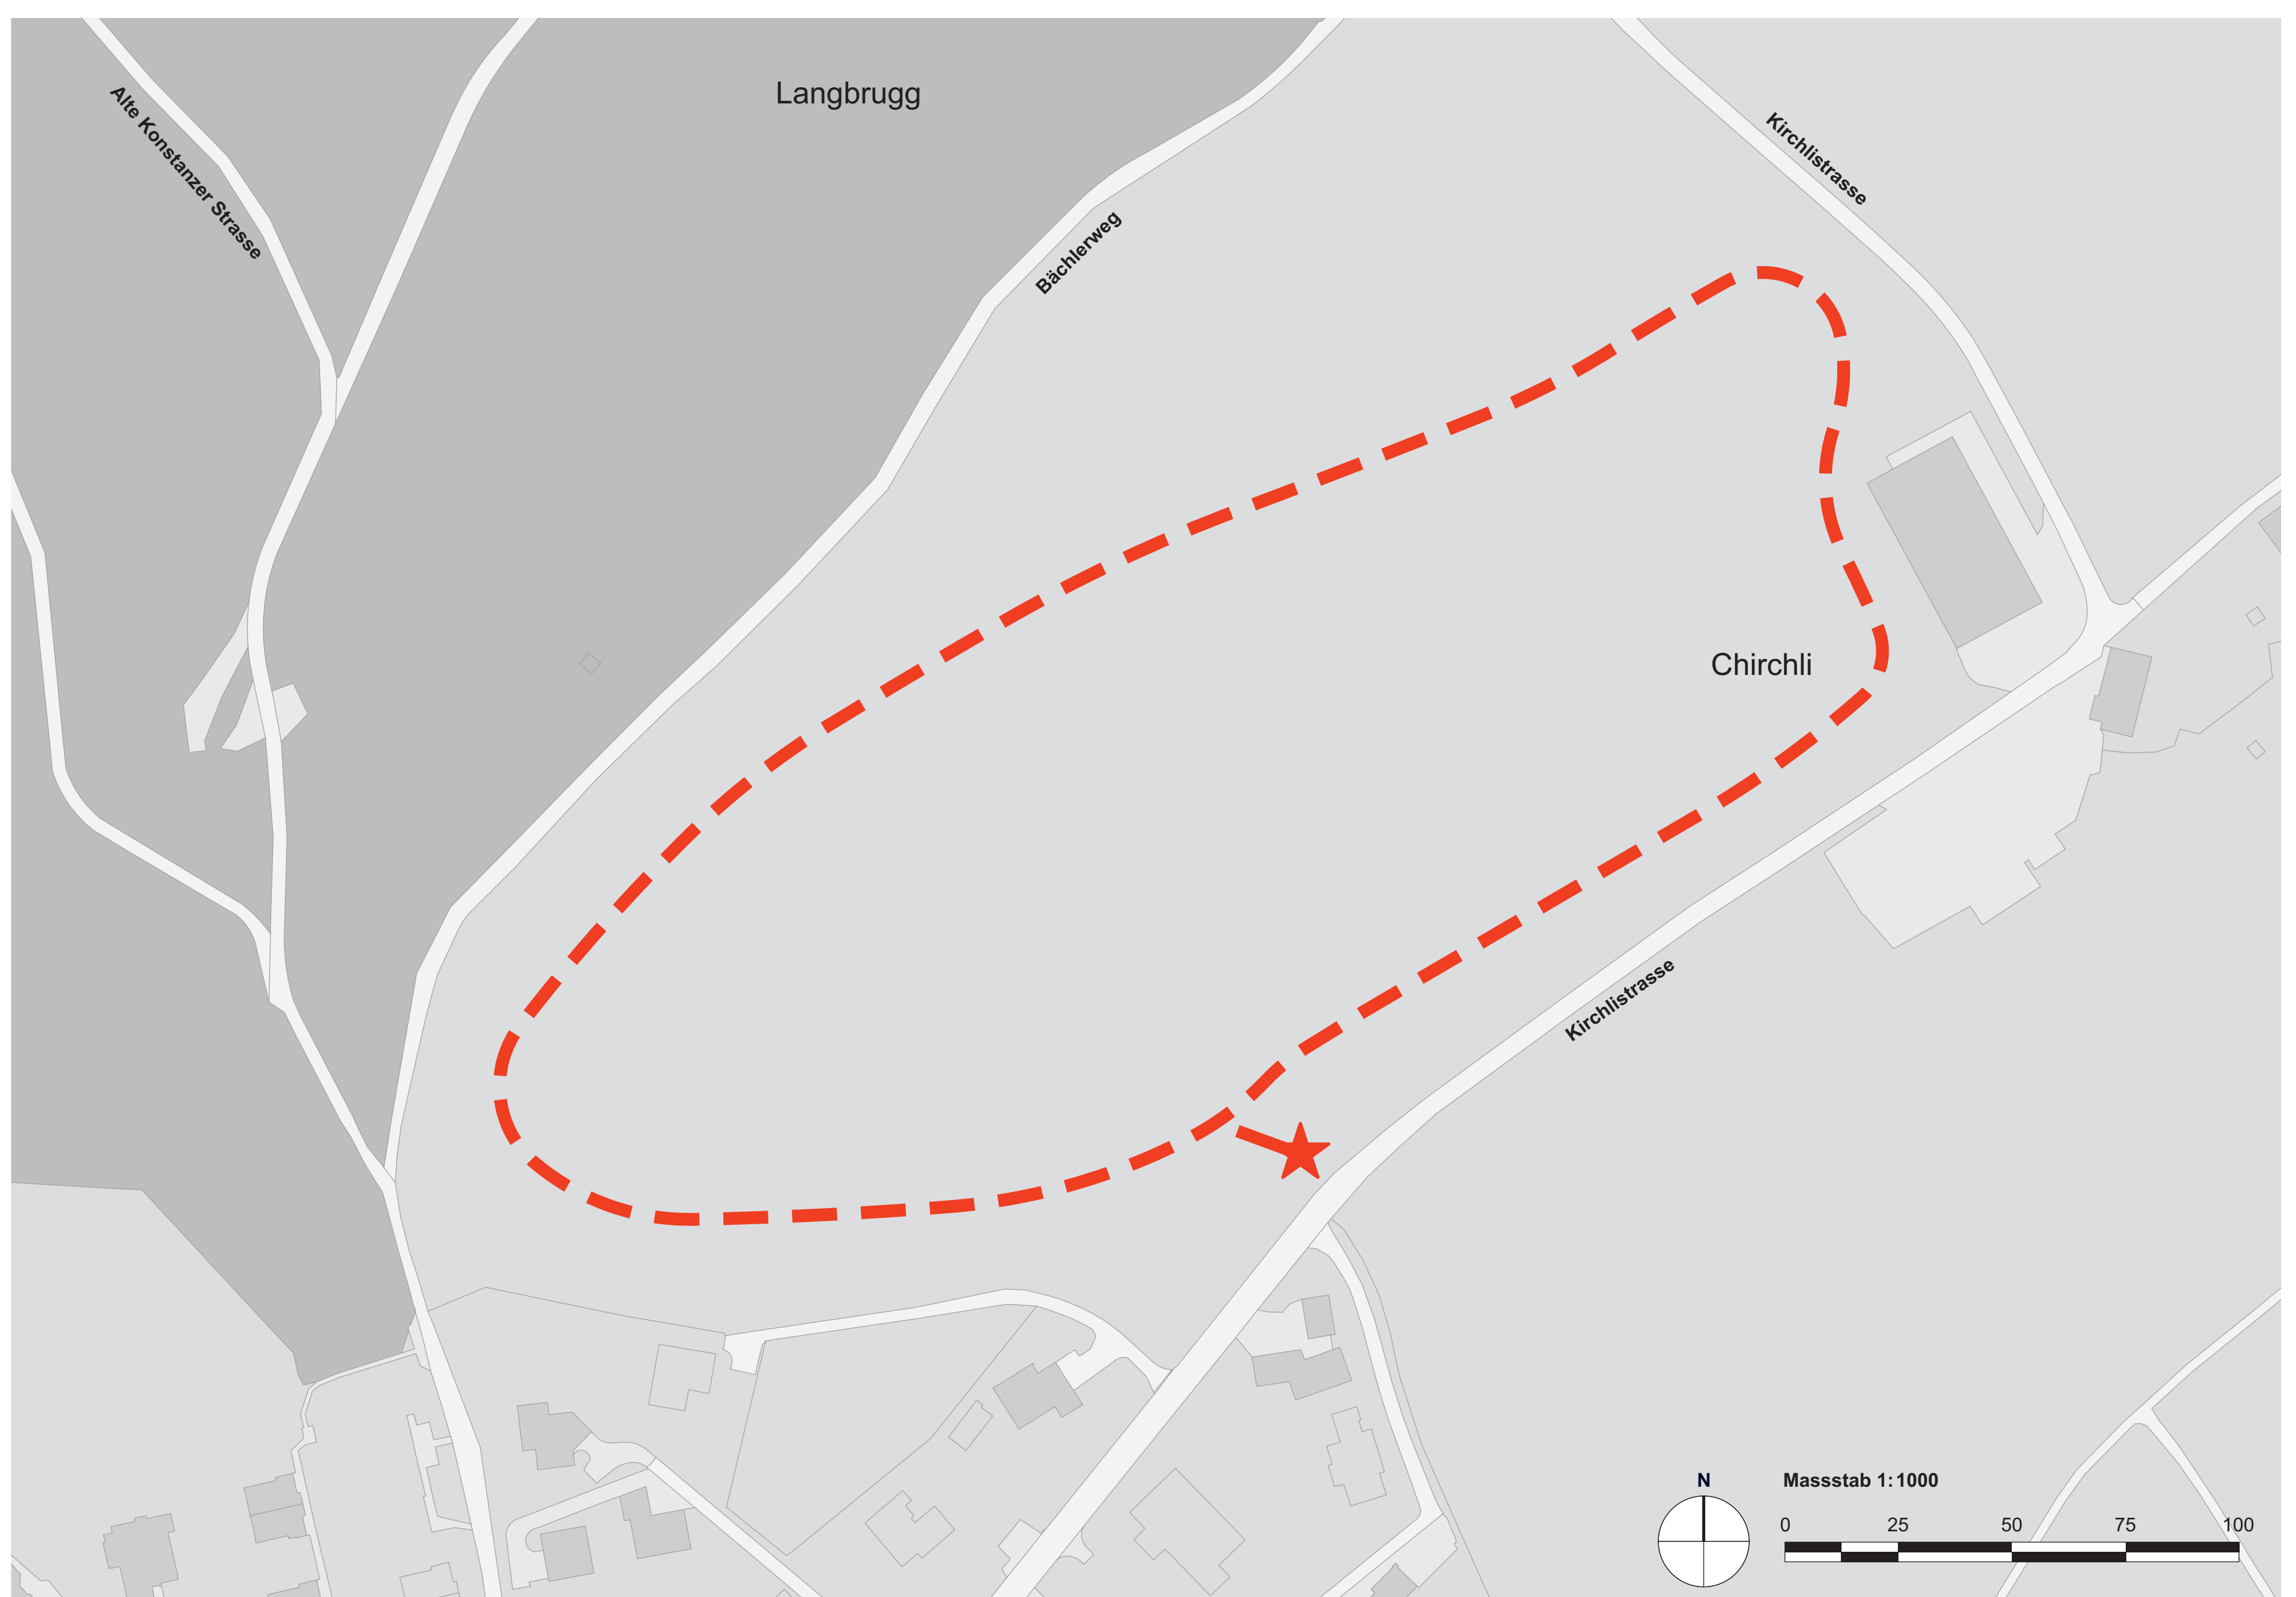 Langbrugg
Alte Konstanzer Strasse
Kirchlistrasse
Bächlerweg
Chirchli
Kirchlistrasse
N
Massstab 1:1000
0 25 50 75 100